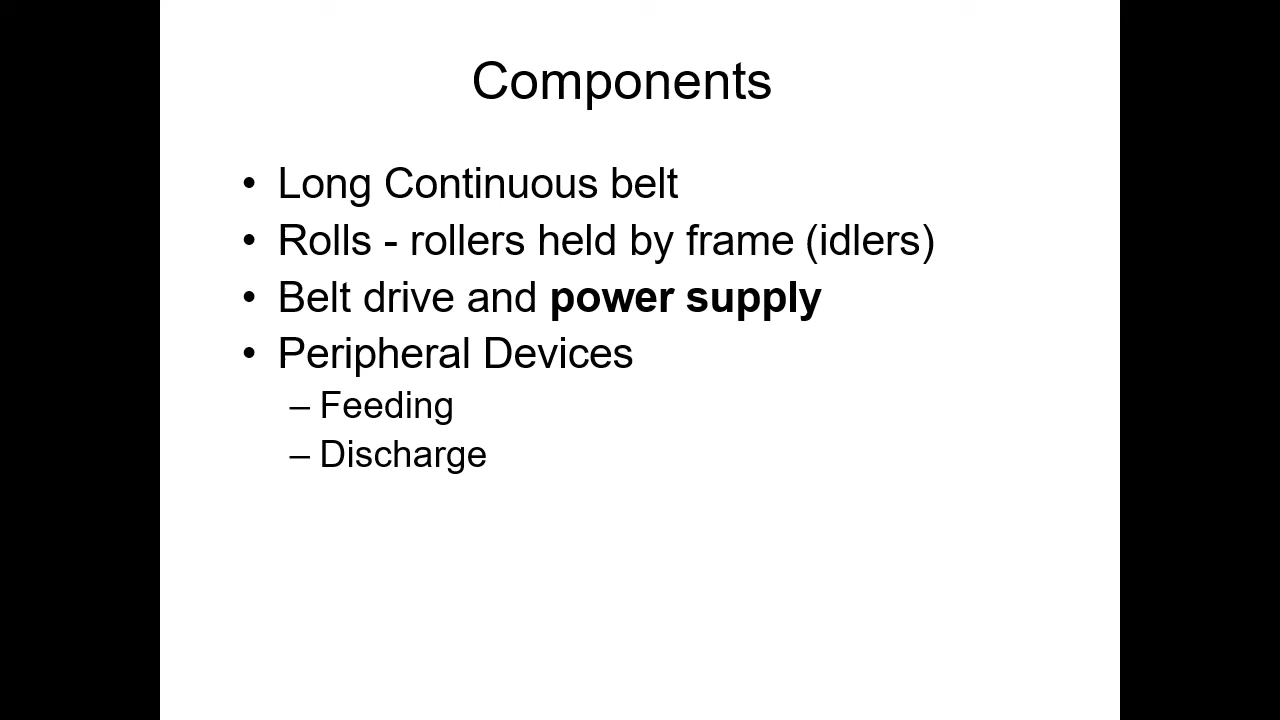 Components
• Long Continuous belt
• Rolls - rollers held by frame (idlers)
• Belt drive and power supply
• Peripheral Devices
– Feeding
– Discharge